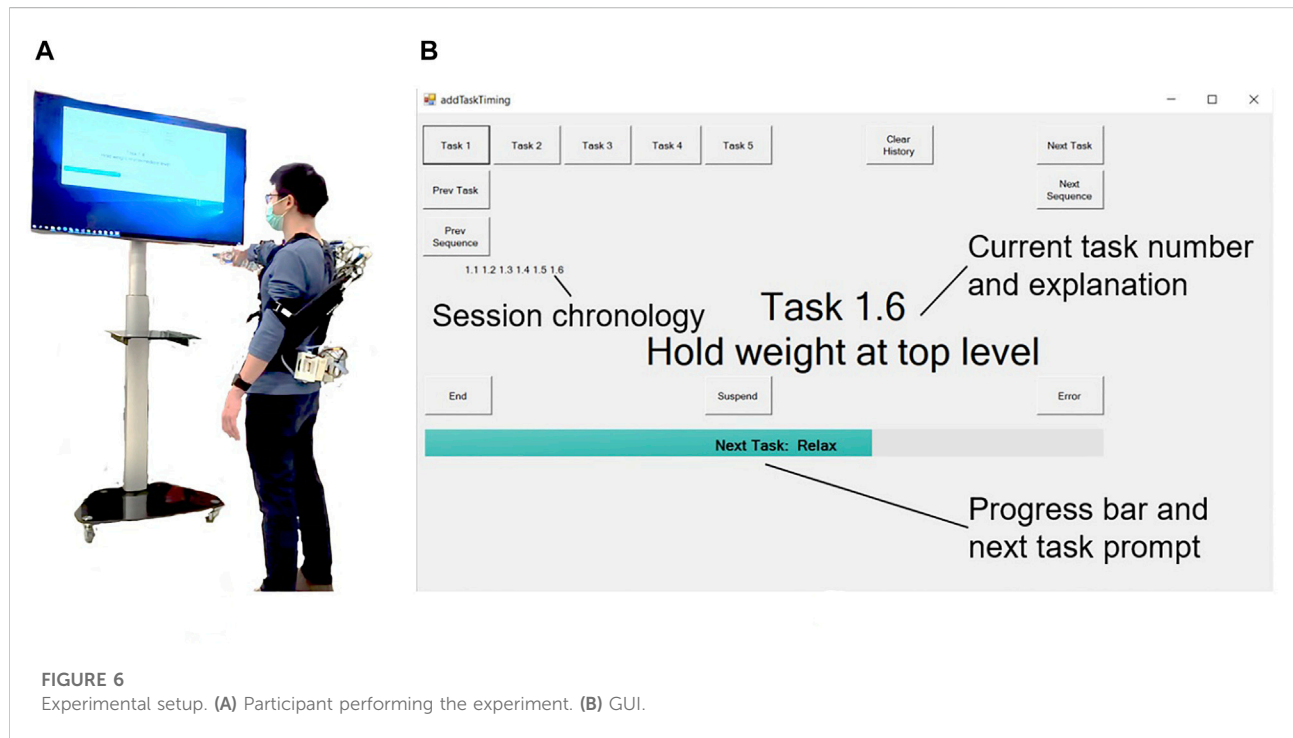 A
B
addTaskTiming
Task 1 Task 2 Task 3 Task 4 Task 5 Clear History Next Task
Prev Task Next Sequence
Prev Sequence
1.1 1.2 1.3 1.4 1.5 1.6
Current task number
and explanation
Session chronology
Task 1.6
Hold weight at top level
End Suspend Error
Next Task: Relax
Progress bar and
next task prompt
FIGURE 6
Experimental setup. (A) Participant performing the experiment. (B) GUI.